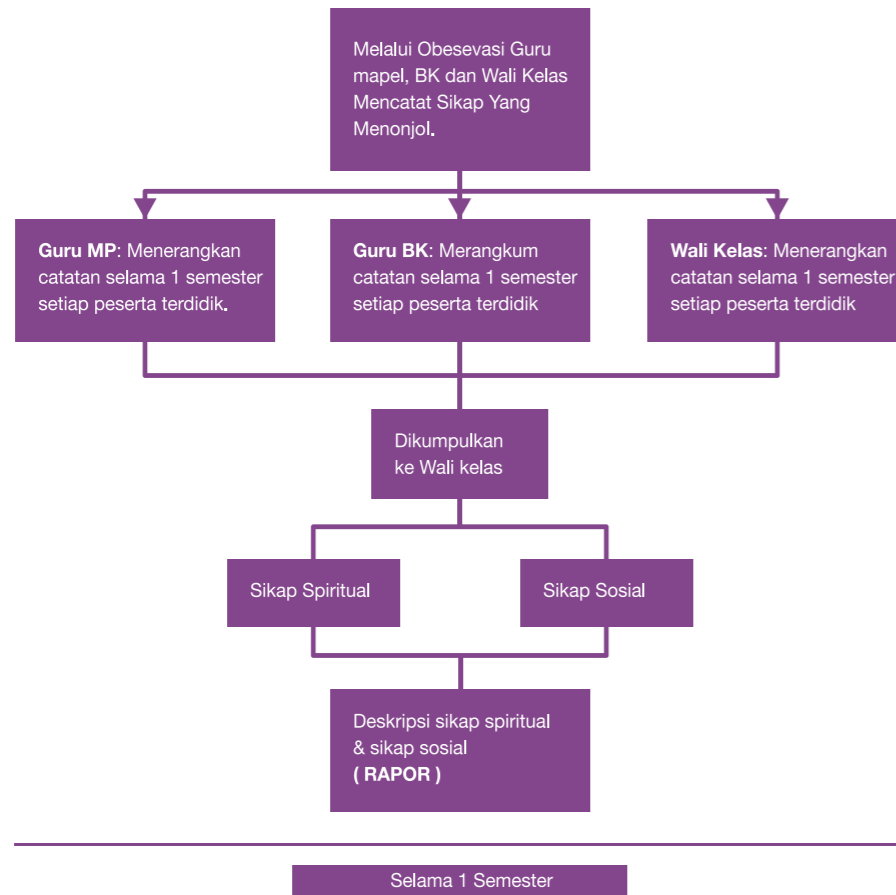 Melalui Obesevasi Guru
mapel, BK dan Wali Kelas
Mencatat Sikap Yang
Menonjol.
Guru MP: Menerangkan
catatan selama 1 semester
setiap peserta terdidik.
Guru BK: Merangkum
catatan selama 1 semester
setiap peserta terdidik
Wali Kelas: Menerangkan
catatan selama 1 semester
setiap peserta terdidik
Dikumpulkan
ke Wali kelas
Sikap Spiritual
Sikap Sosial
Deskripsi sikap spiritual
& sikap sosial
( RAPOR )
Selama 1 Semester